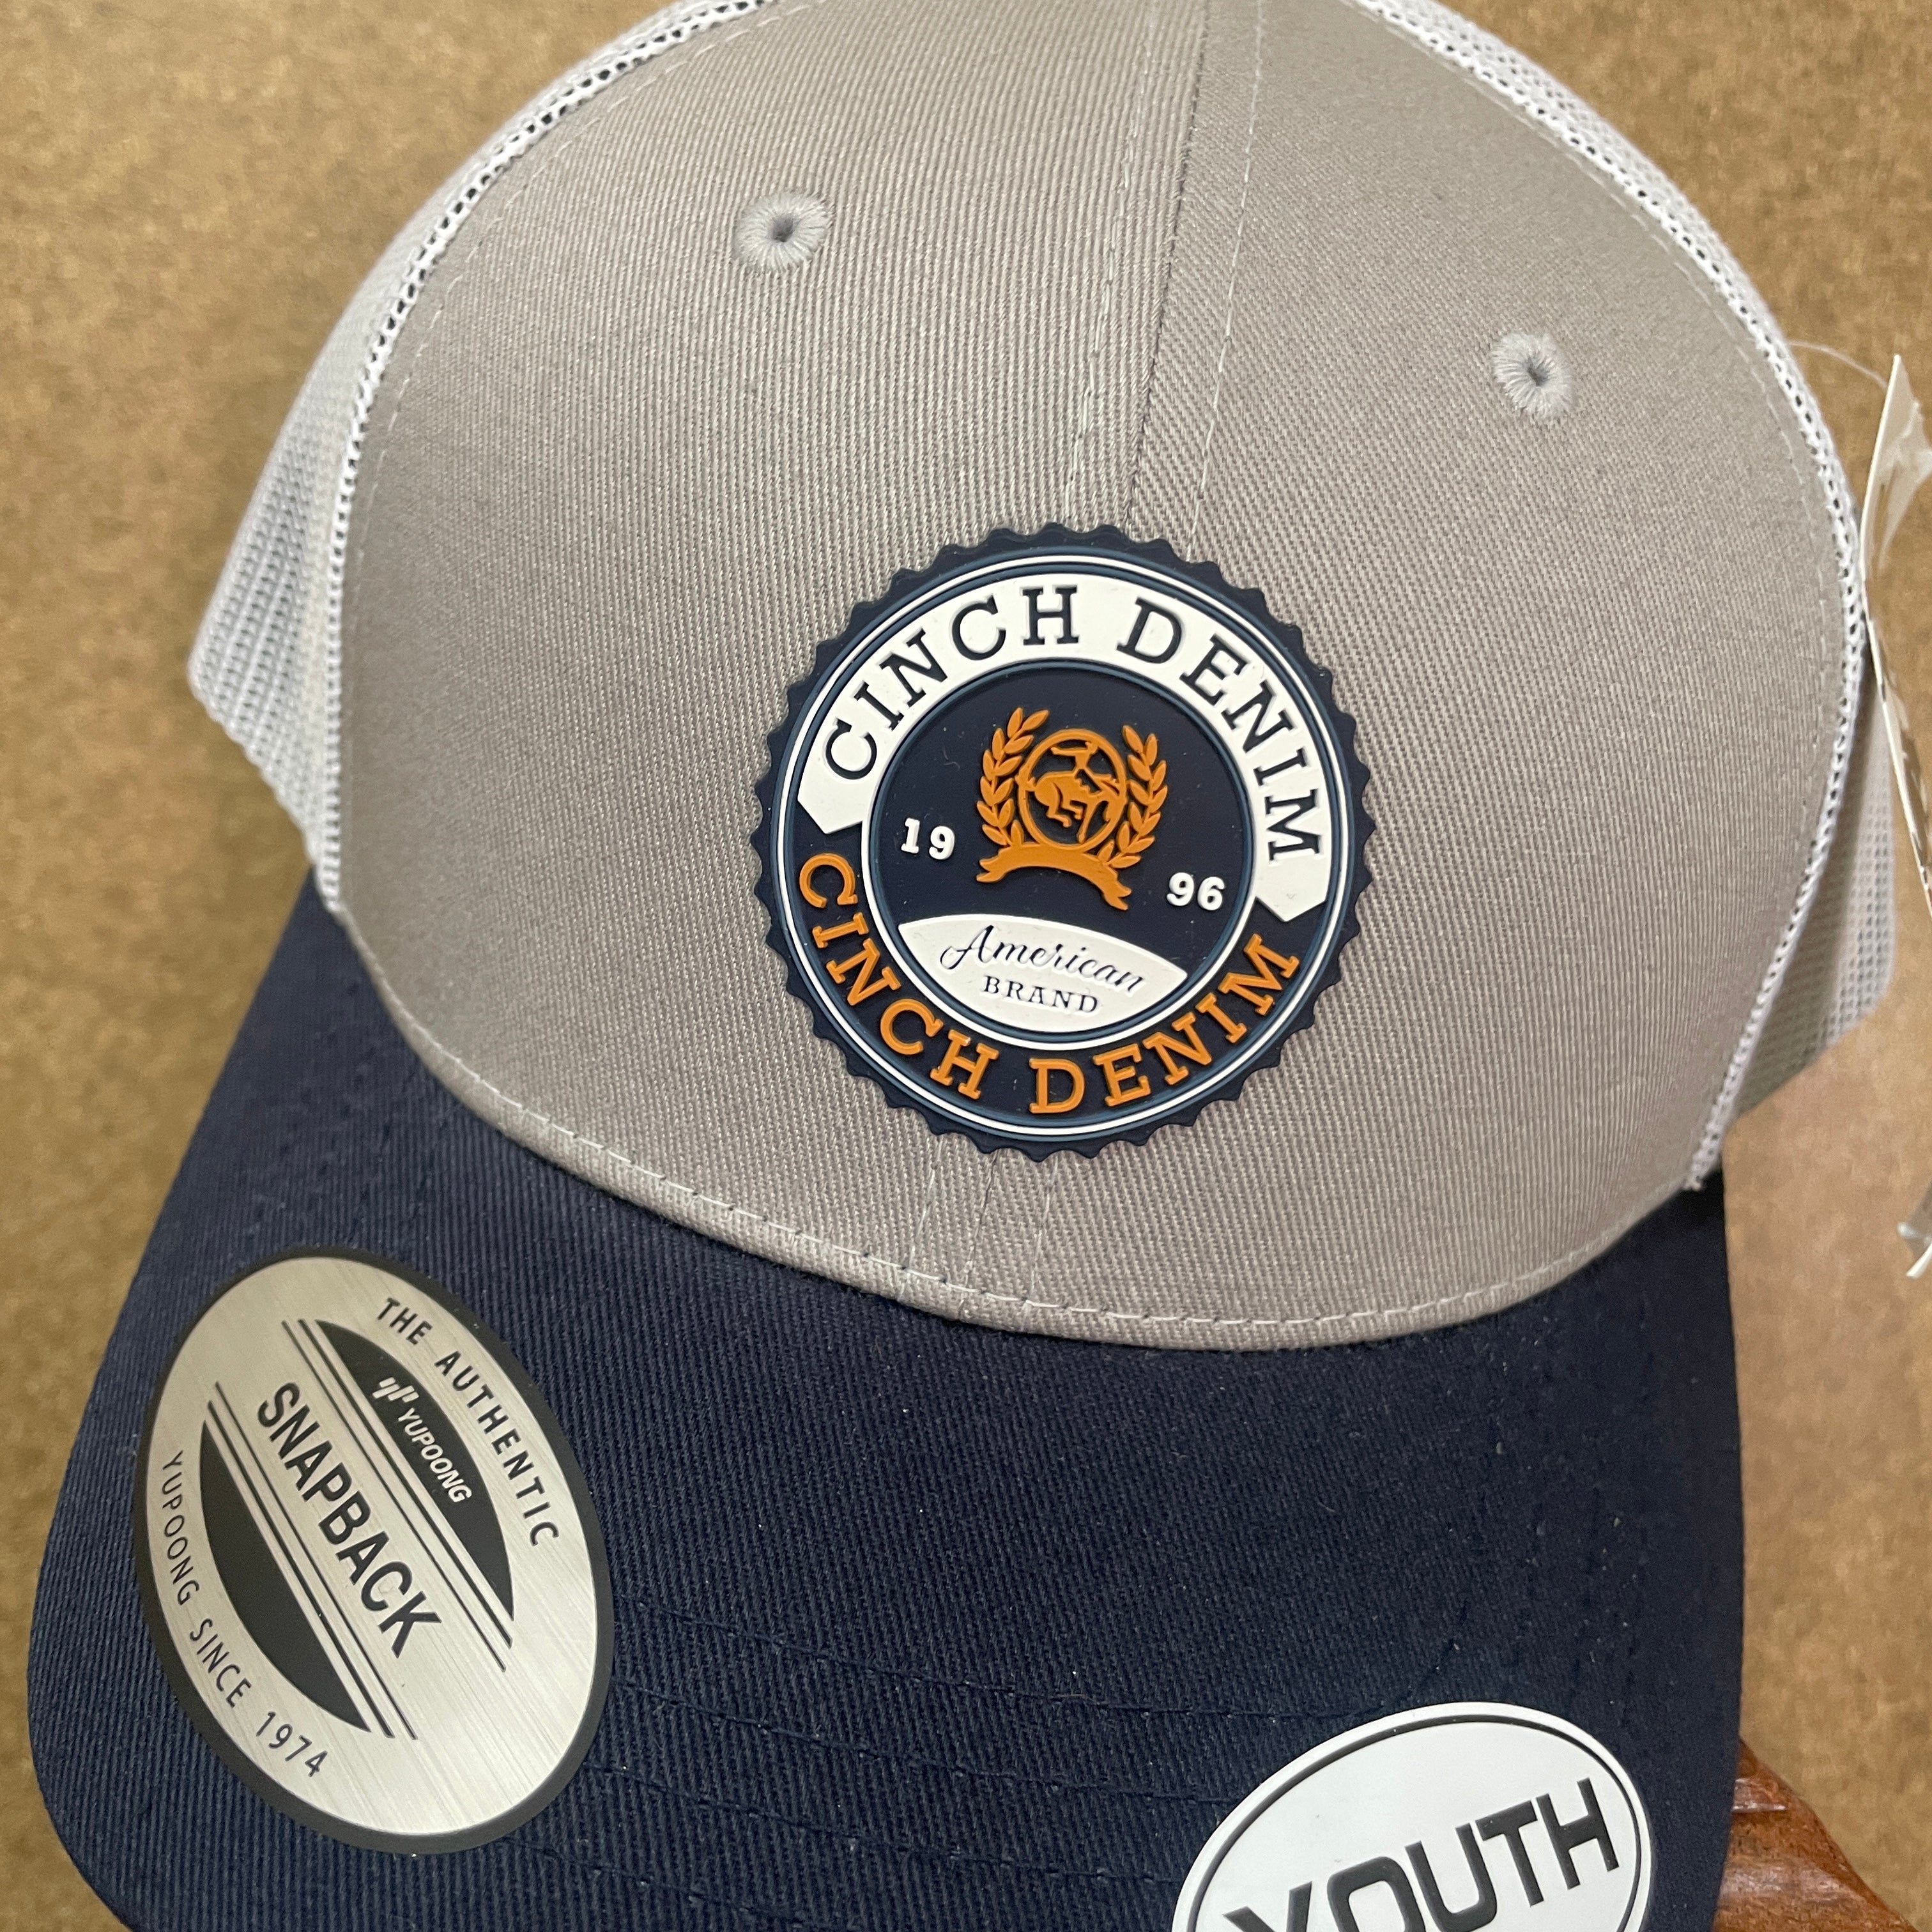 CINCH DENIM
19 96
American
BRAND
CINCH DENIM
THE AUTHENTIC
YUPOONG
SNAPBACK
YUPOONG SINCE 1974
YOUTH